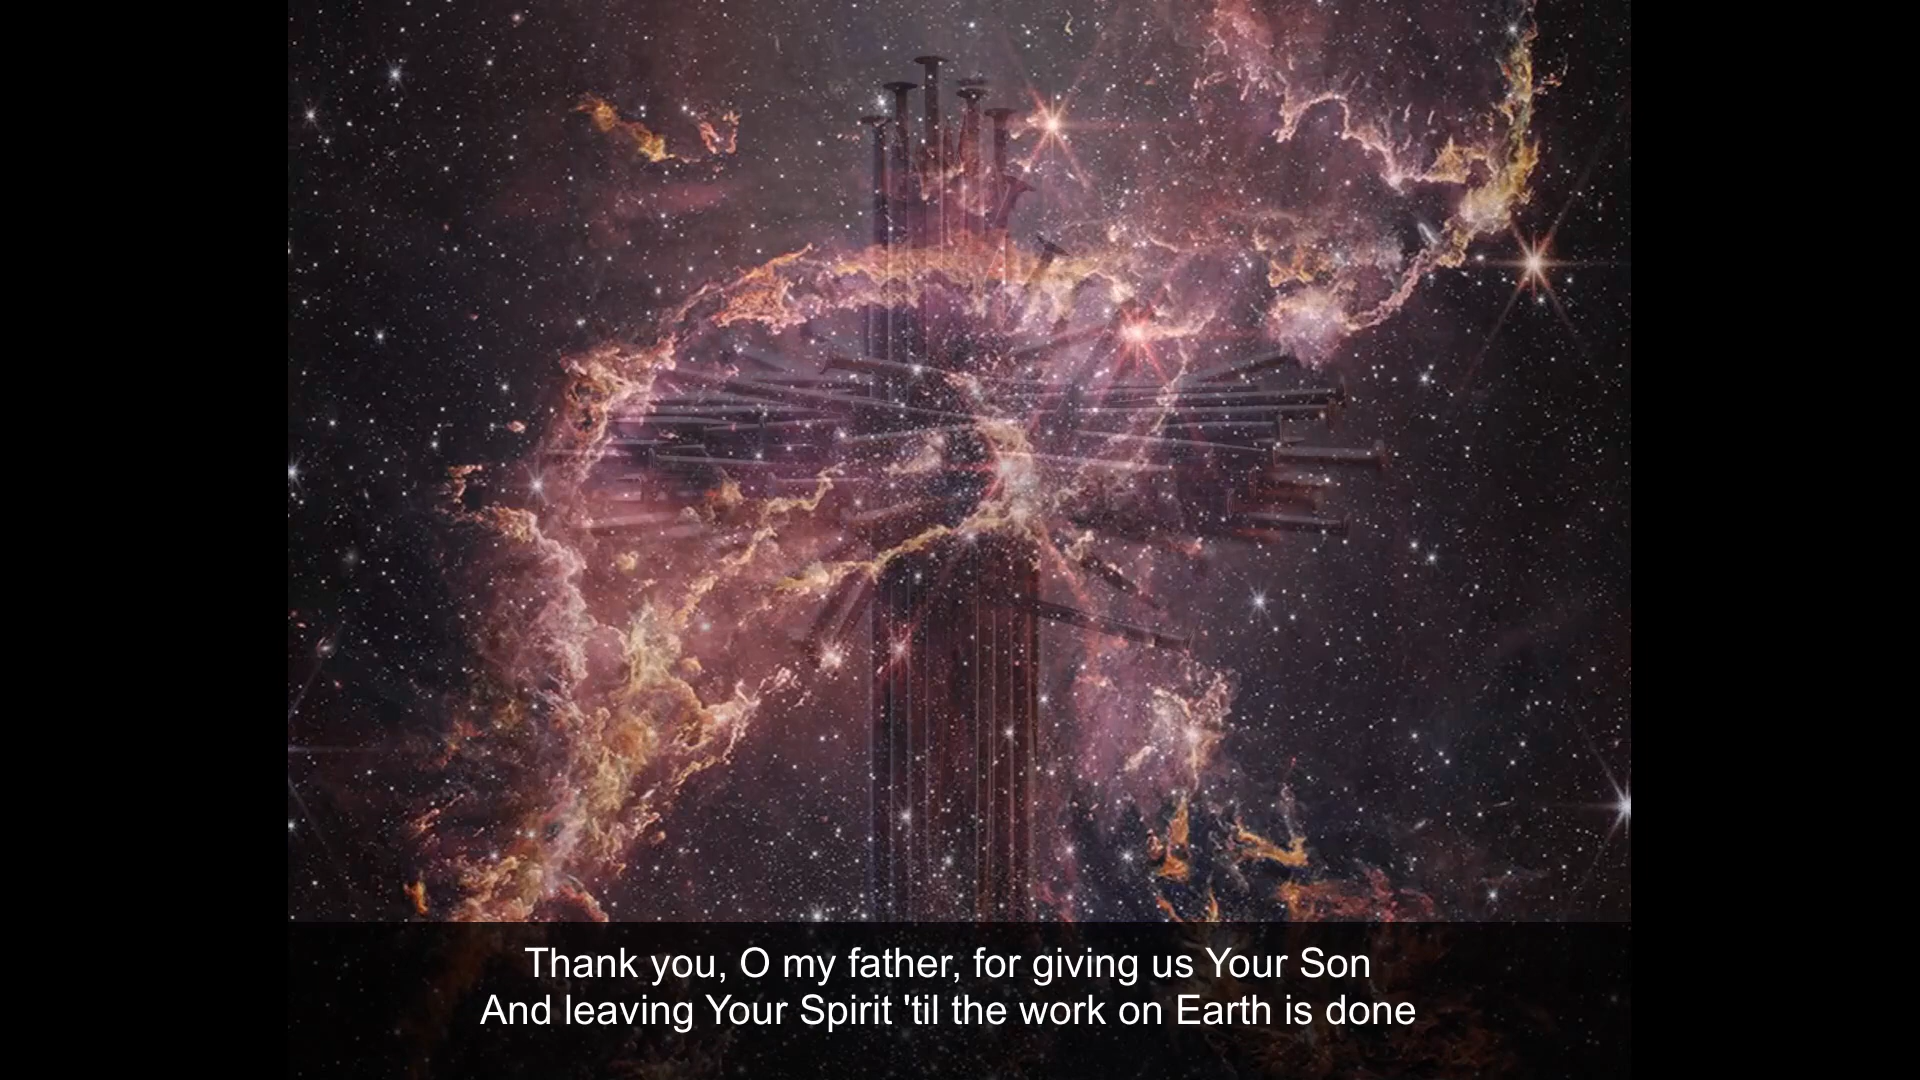 Thank you, O my father, for giving us Your Son
And leaving Your Spirit 'til the work on Earth is done